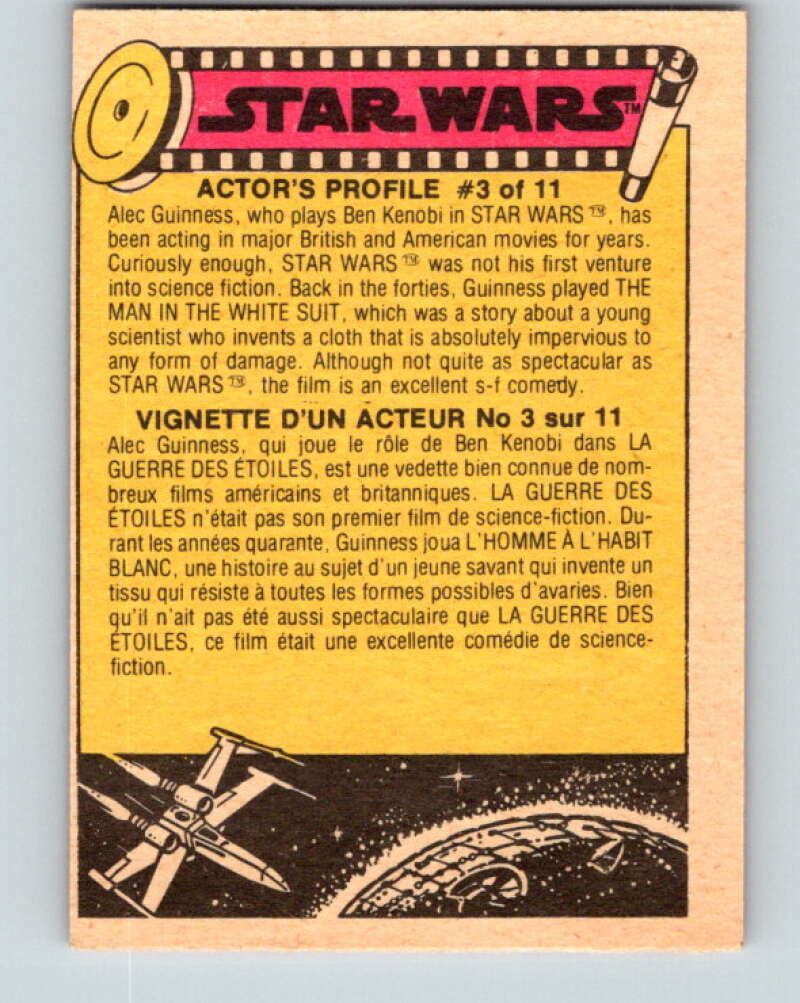 STAR WARS™
ACTOR'S PROFILE #3 of 11
Alec Guinness, who plays Ben Kenobi in STAR WARS™, has
been acting in major British and American movies for years.
Curiously enough, STAR WARS™ was not his first venture
into science fiction. Back in the forties, Guinness played THE
MAN IN THE WHITE SUIT, which was a story about a young
scientist who invents a cloth that is absolutely impervious to
any form of damage. Although not quite as spectacular as
STAR WARS™, the film is an excellent s-f comedy.
VIGNETTE D'UN ACTEUR No 3 sur 11
Alec Guinness, qui joue le rôle de Ben Kenobi dans LA
GUERRE DES ÉTOILES, est une vedette bien connue de nom-
breux films américains et britanniques. LA GUERRE DES
ÉTOILES n'était pas son premier film de science-fiction. Du-
rant les années quarante, Guinness joua L'HOMME À L'HABIT
BLANC, une histoire au sujet d'un jeune savant qui invente un
tissu qui résiste à toutes les formes possibles d'avaries. Bien
qu'il n'ait pas été aussi spectaculaire que LA GUERRE DES
ÉTOILES, ce film était une excellente comédie de science-
fiction.